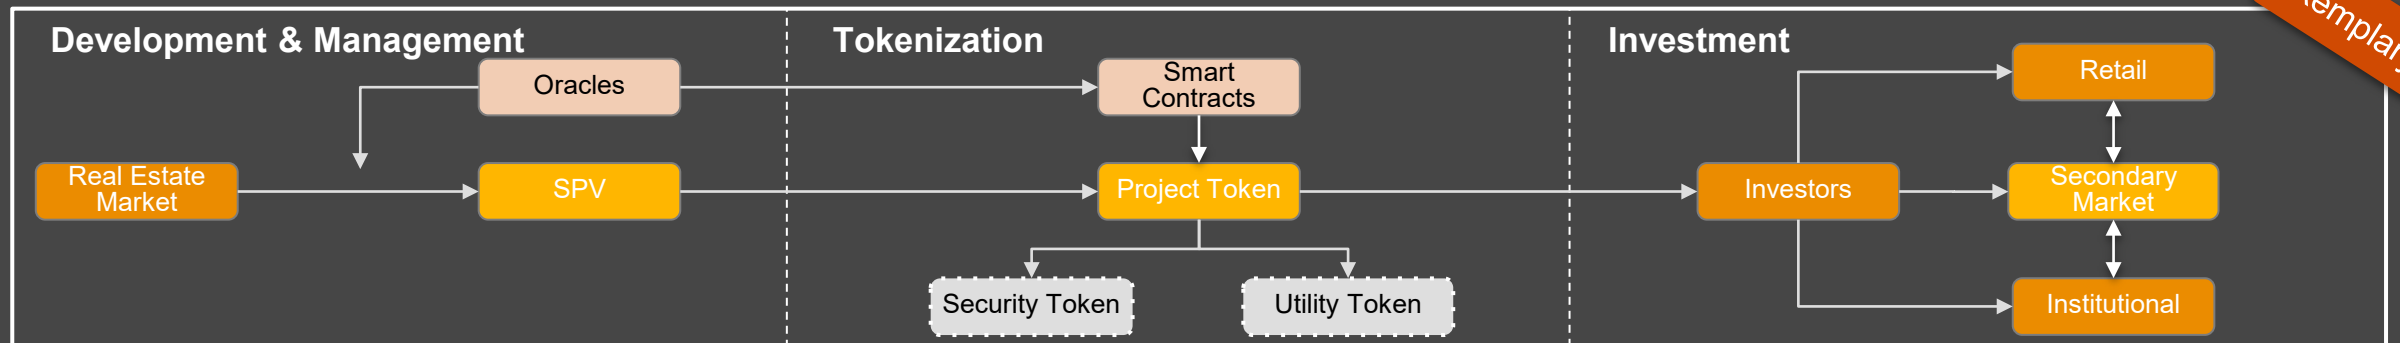 Development & Management
Tokenization
Investment
Oracles
Smart
Contracts
Retail
Real Estate
Market
SPV
Project Token
Investors
Secondary
Market
Security Token
Utility Token
Institutional